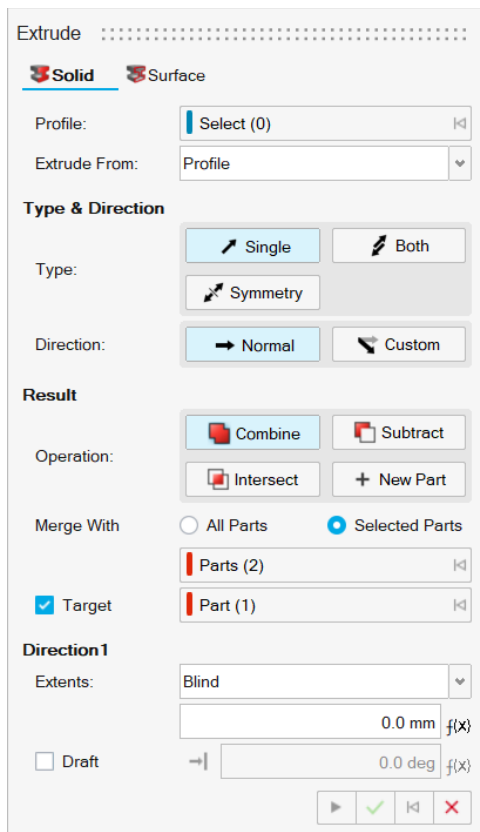 Extrude
Solid Surface
Profile: Select (0)
Extrude From: Profile
Type & Direction
Type: Single Both
Symmetry
Direction: Normal Custom
Result
Operation: Combine Subtract
Intersect New Part
Merge With All Parts Selected Parts
Parts (2)
Target Part (1)
Direction1
Extents: Blind
0.0 mm ƒ(x)
Draft 0.0 deg ƒ(x)